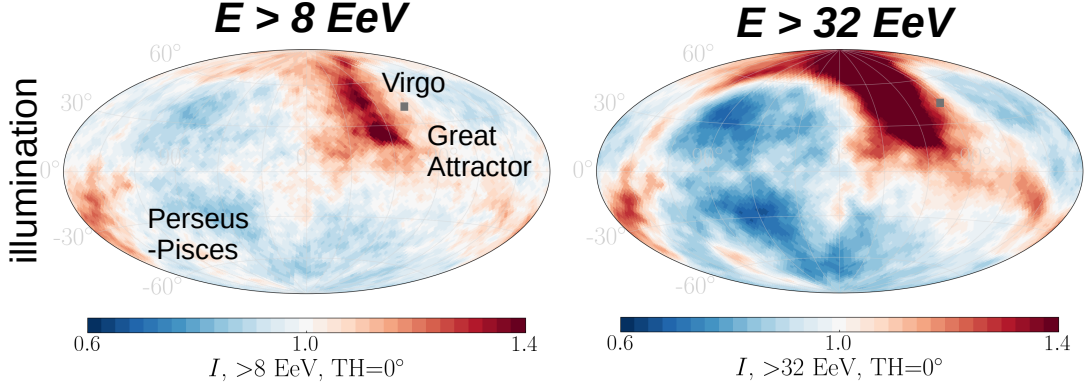 E > 8 EeV
E > 32 EeV
illumination
60°
30°
0°
-30°
-60°
0°
Virgo
Great
Attractor
Perseus
-Pisces
60°
30°
0°
-30°
-60°
0.6 1.0 1.4
I, >8 EeV, TH=0°
0.6 1.0 1.4
I, >32 EeV, TH=0°